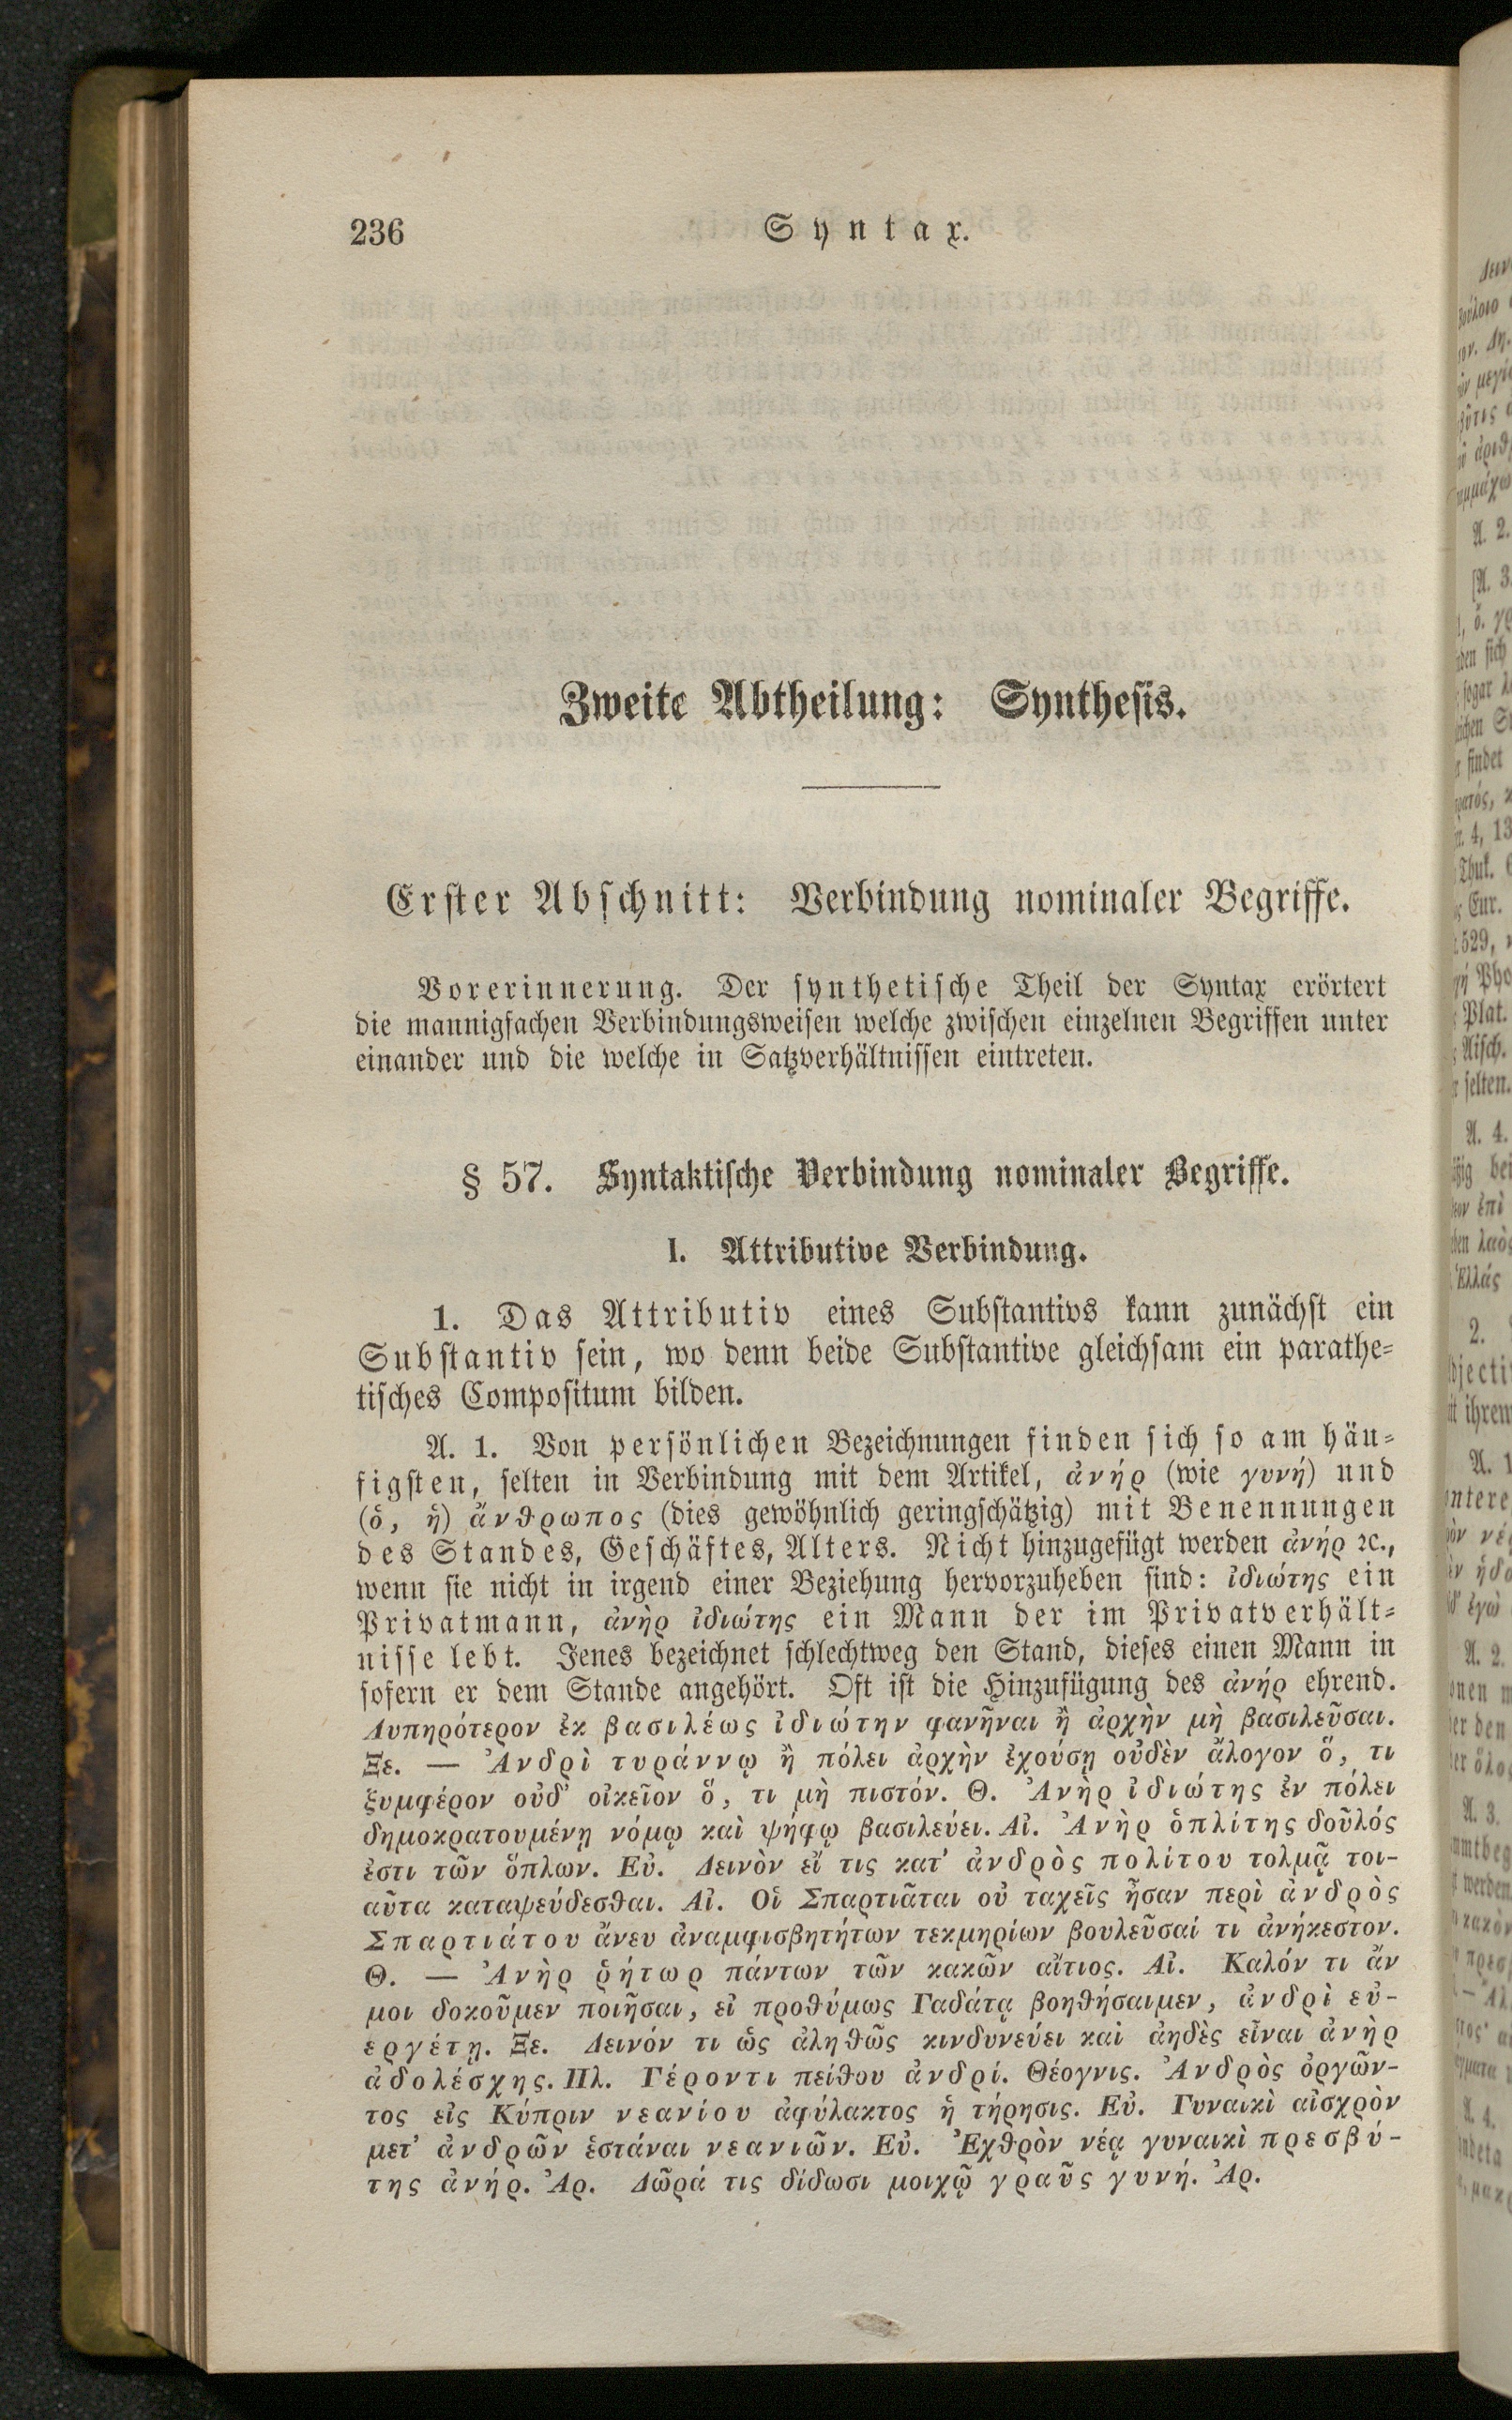 236
Syntax.
Zweite Abtheilung: Synthesis.
Erster Abschnitt: Verbindung nominaler Begriffe.
Vorerinnerung. Der synthetische Theil der Syntax erörtert
die mannigfachen Verbindungsweisen welche zwischen einzelnen Begriffen unter
einander und die welche in Satzverhältnissen eintreten.
§ 57. Syntaktische Verbindung nominaler Begriffe.
I. Attributive Verbindung.
1. Das Attributiv eines Substantivs kann zunächst ein
Substantiv sein, wo denn beide Substantive gleichsam ein parathe-
tisches Compositum bilden.
A. 1. Von persönlichen Bezeichnungen finden sich so am häu-
figsten, selten in Verbindung mit dem Artikel, ἀνήρ (wie γυνή) und
(ὁ, ἡ) ἄνθρωπος (dies gewöhnlich geringschätzig) mit Benennungen
des Standes, Geschäftes, Alters. Nicht hinzugefügt werden ἀνήρ ꝛc.,
wenn sie nicht in irgend einer Beziehung hervorzuheben sind: ἰδιώτης ein
Privatmann, ἀνὴρ ἰδιώτης ein Mann der im Privatverhält-
nisse lebt. Jenes bezeichnet schlechtweg den Stand, dieses einen Mann in
sofern er dem Stande angehört. Oft ist die Hinzufügung des ἀνήρ ehrend.
Λυπηρότερον ἐκ βασιλέως ἰδιώτην φανῆναι ἢ ἀρχὴν μὴ βασιλεῦσαι.
Ξε. — Ἀνδρὶ τυράννῳ ἢ πόλει ἀρχὴν ἐχούσῃ οὐδὲν ἄλογον ὅ, τι
ξυμφέρον οὐδ' οἰκεῖον ὅ, τι μὴ πιστόν. Θ. Ἀνὴρ ἰδιώτης ἐν πόλει
δημοκρατουμένῃ νόμῳ καὶ ψήφῳ βασιλεύει. Αἰ. Ἀνὴρ ὁπλίτης δοῦλός
ἐστι τῶν ὅπλων. Εὐ. Δεινὸν εἴ τις κατ' ἀνδρὸς πολίτου τολμᾷ τοι-
αῦτα καταψεύδεσθαι. Αἰ. Οἱ Σπαρτιᾶται οὐ ταχεῖς ἦσαν περὶ ἀνδρὸς
Σπαρτιάτου ἄνευ ἀναμφισβητήτων τεκμηρίων βουλεῦσαί τι ἀνήκεστον.
Θ. — Ἀνὴρ ῥήτωρ πάντων τῶν κακῶν αἴτιος. Αἰ. Καλόν τι ἄν
μοι δοκοῦμεν ποιῆσαι, εἰ προθύμως Γαδάτᾳ βοηθήσαιμεν, ἀνδρὶ εὐ-
εργέτῃ. Ξε. Δεινόν τι ὡς ἀληθῶς κινδυνεύει καὶ ἀηδὲς εἶναι ἀνὴρ
ἀδολέσχης. Πλ. Γέροντι πείθου ἀνδρί. Θέογνις. Ἀνδρὸς ὀργῶν-
τος εἰς Κύπριν νεανίου ἀφύλακτος ἡ τήρησις. Εὐ. Γυναικὶ αἰσχρὸν
μετ' ἀνδρῶν ἑστάναι νεανιῶν. Εὐ. Ἐχθρὸν νέᾳ γυναικὶ πρεσβύ-
της ἀνήρ. Ἀρ. Δῶρά τις δίδωσι μοιχῷ γραῦς γυνή. Ἀρ.